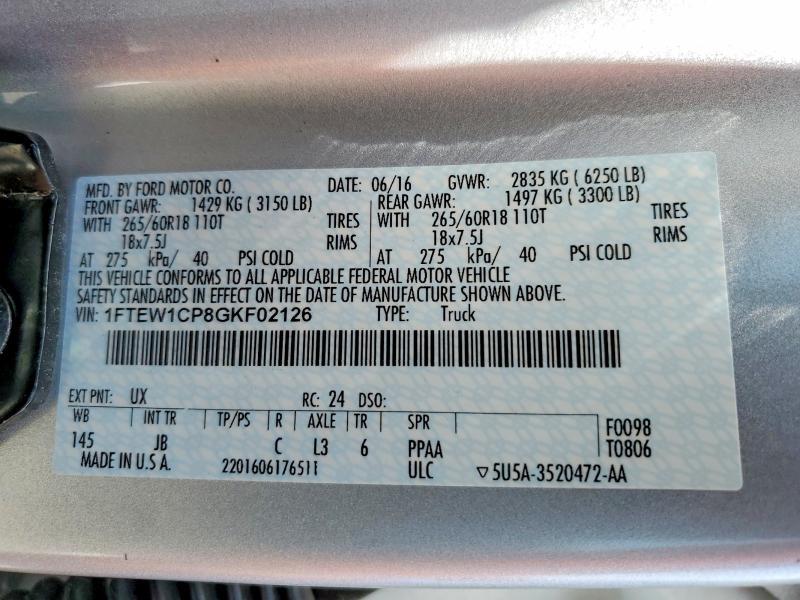 MFD. BY FORD MOTOR CO. DATE: 06/16 GVWR: 2835 KG ( 6250 LB)
FRONT GAWR: 1429 KG ( 3150 LB) REAR GAWR: 1497 KG ( 3300 LB)
WITH 265/60R18 110T TIRES WITH 265/60R18 110T TIRES
18x7.5J RIMS 18x7.5J RIMS
AT 275 kPa/ 40 PSI COLD AT 275 kPa/ 40 PSI COLD
THIS VEHICLE CONFORMS TO ALL APPLICABLE FEDERAL MOTOR VEHICLE
SAFETY STANDARDS IN EFFECT ON THE DATE OF MANUFACTURE SHOWN ABOVE.
VIN: 1FTEW1CP8GKF02126 TYPE: Truck
EXT PNT: UX RC: 24 DSO:
WB INT TR TP/PS R AXLE TR SPR F0098
145 JB C L3 6 PPAA T0806
MADE IN U.S.A. 2201606176511 ULC ▽5U5A-3520472-AA